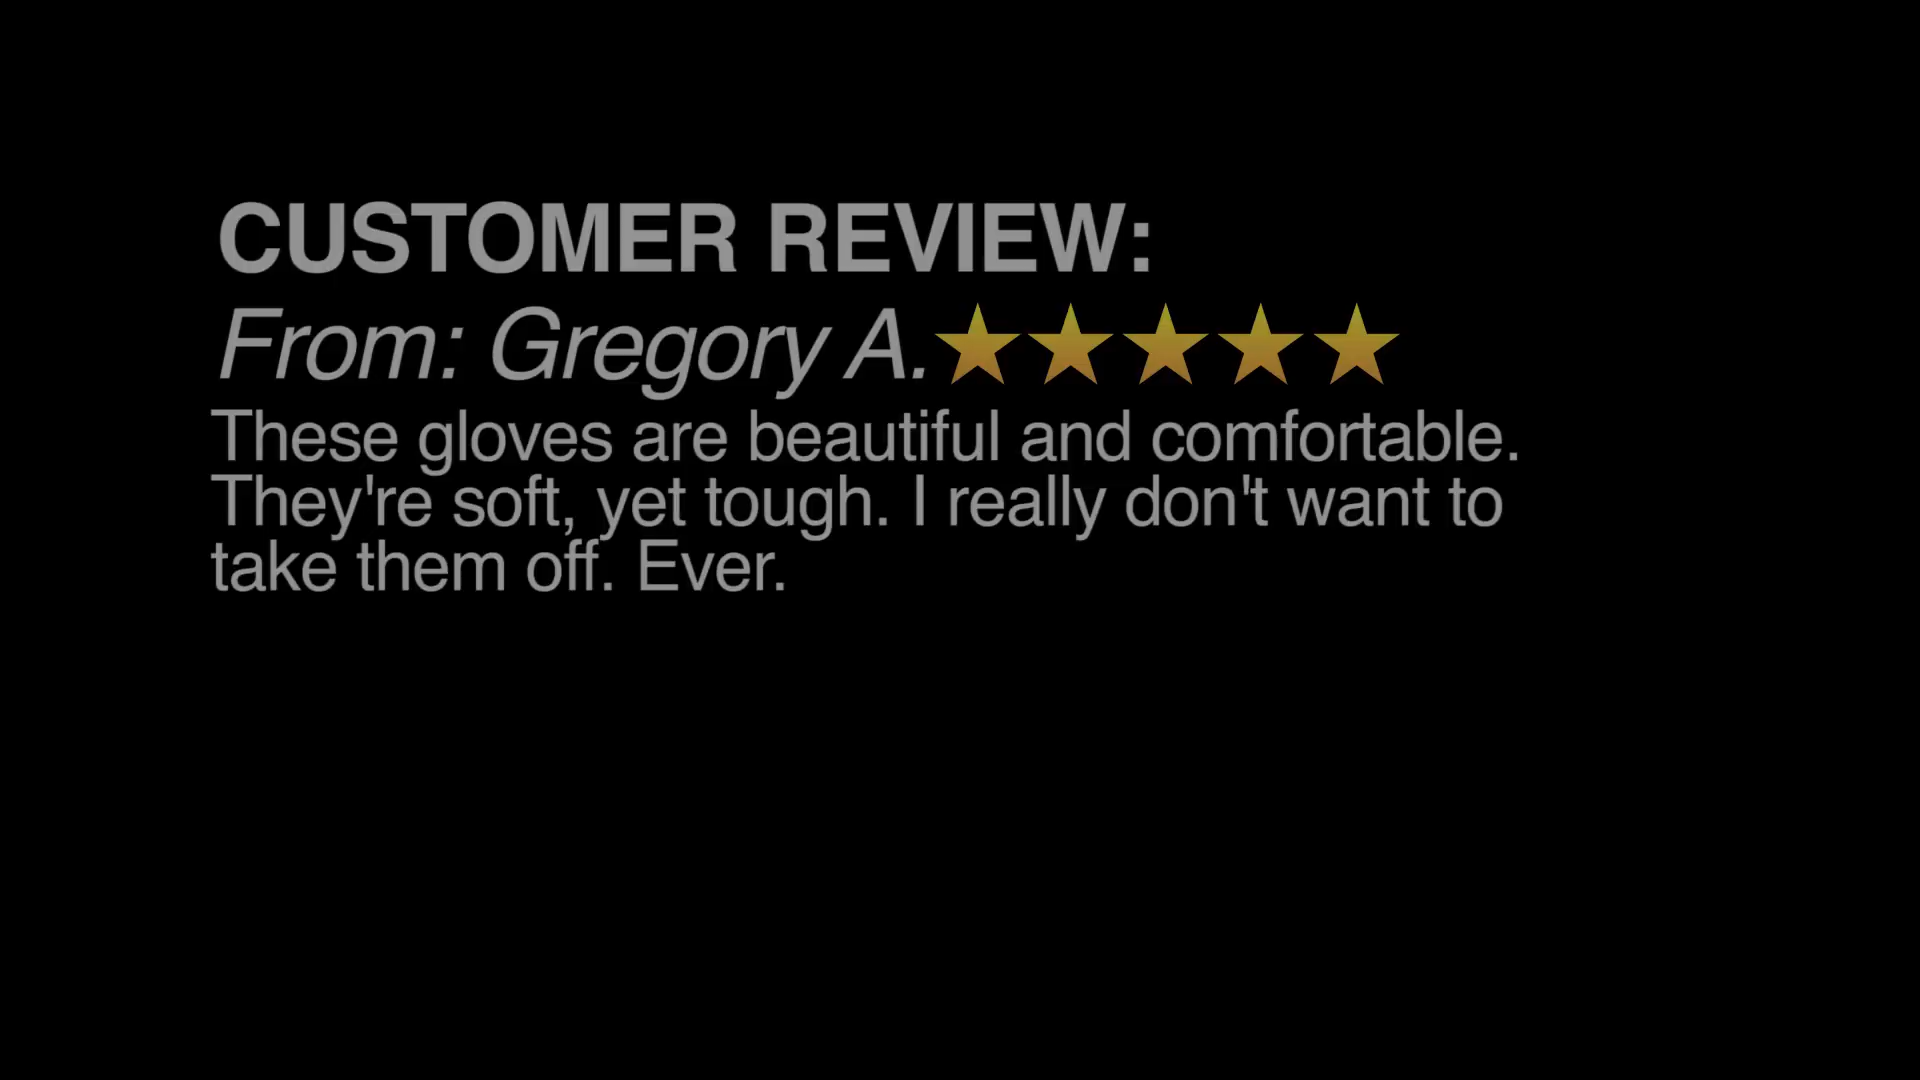 CUSTOMER REVIEW:
From: Gregory A.
These gloves are beautiful and comfortable.
They're soft, yet tough. I really don't want to
take them off. Ever.